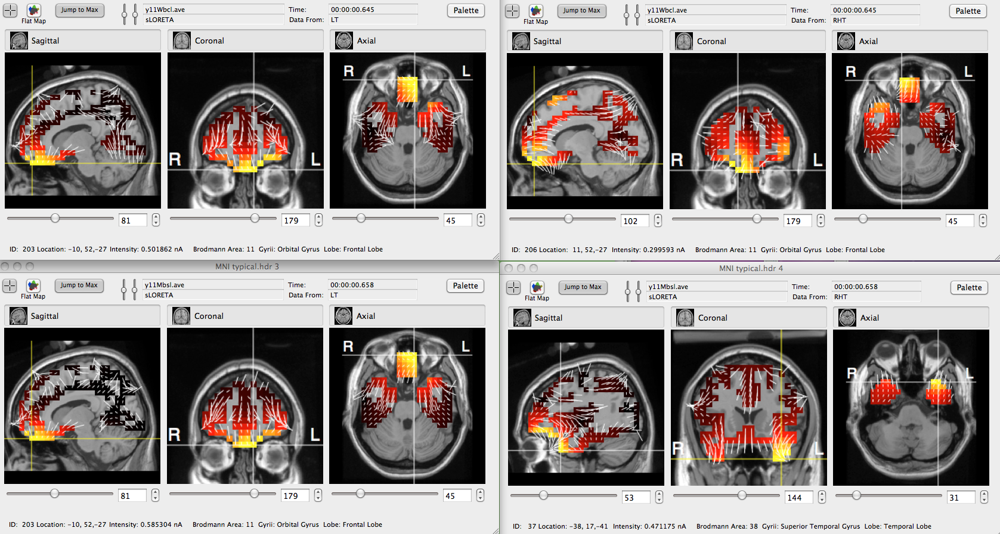 Jump to Max
Flat Map
y11Wbcl.ave
sLORETA
Time: 00:00:00.645
Data From: LT
Palette
Sagittal
Coronal
Axial
R L
R L
81
179
45
ID: 203 Location: -10, 52,-27 Intensity: 0.501862 nA Brodmann Area: 11 Gyrii: Orbital Gyrus Lobe: Frontal Lobe
Jump to Max
Flat Map
y11Wbcl.ave
sLORETA
Time: 00:00:00.645
Data From: RHT
Palette
Sagittal
Coronal
Axial
R L
R L
102
179
45
ID: 206 Location: 11, 52,-27 Intensity: 0.299593 nA Brodmann Area: 11 Gyrii: Orbital Gyrus Lobe: Frontal Lobe
MNI typical.hdr 3
Jump to Max
Flat Map
y11Mbsl.ave
sLORETA
Time: 00:00:00.658
Data From: LT
Palette
Sagittal
Coronal
Axial
R L
R L
81
179
45
ID: 203 Location: -10, 52,-27 Intensity: 0.585304 nA Brodmann Area: 11 Gyrii: Orbital Gyrus Lobe: Frontal Lobe
MNI typical.hdr 4
Jump to Max
Flat Map
y11Mbsl.ave
sLORETA
Time: 00:00:00.658
Data From: RHT
Palette
Sagittal
Coronal
Axial
R L
R L
53
144
31
ID: 37 Location: -38, 17,-41 Intensity: 0.471175 nA Brodmann Area: 38 Gyrii: Superior Temporal Gyrus Lobe: Temporal Lobe